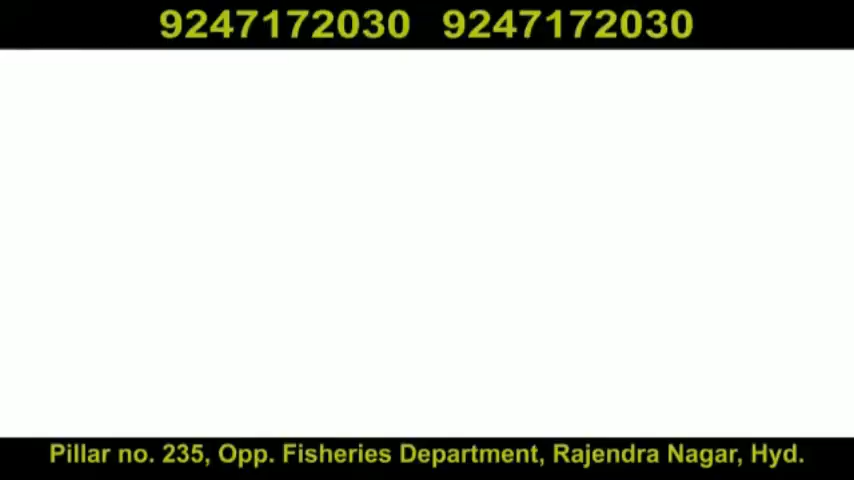 9247172030 9247172030
Pillar no. 235, Opp. Fisheries Department, Rajendra Nagar, Hyd.